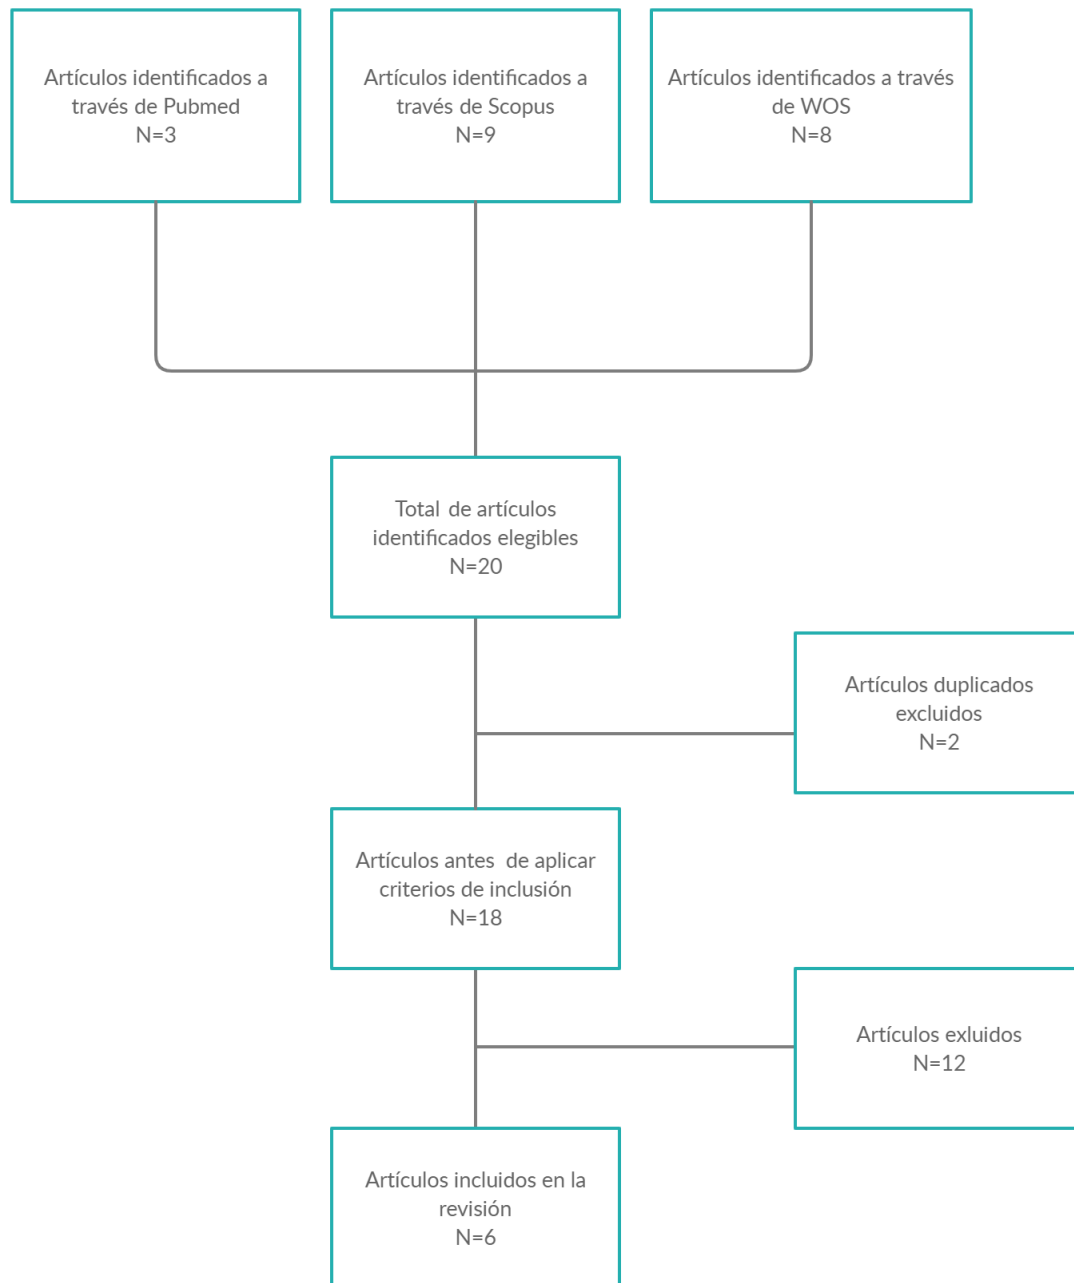 Artículos identificados a
través de Pubmed
N=3
Artículos identificados a
través de Scopus
N=9
Artículos identificados a través
de WOS
N=8
Total de artículos
identificados elegibles
N=20
Artículos duplicados
excluidos
N=2
Artículos antes de aplicar
criterios de inclusión
N=18
Artículos exluidos
N=12
Artículos incluidos en la
revisión
N=6